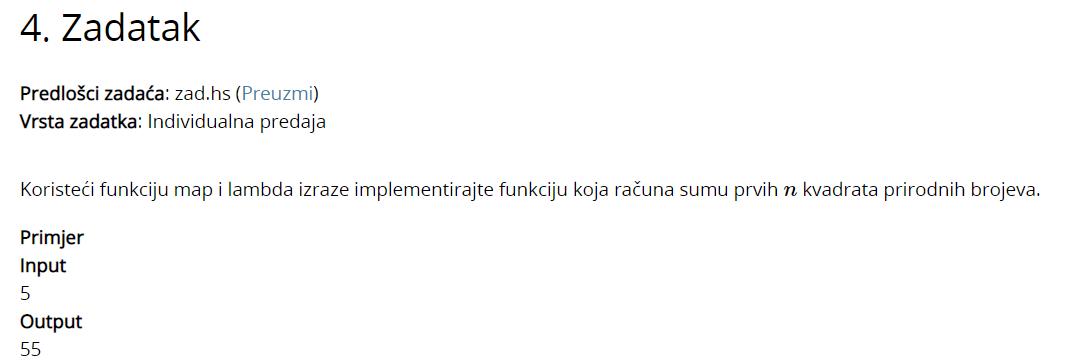 4. Zadatak
Predlošci zadaća: zad.hs (Preuzmi)
Vrsta zadatka: Individualna predaja
Koristeći funkciju map i lambda izraze implementirajte funkciju koja računa sumu prvih n kvadrata prirodnih brojeva.
Primjer
Input
5
Output
55